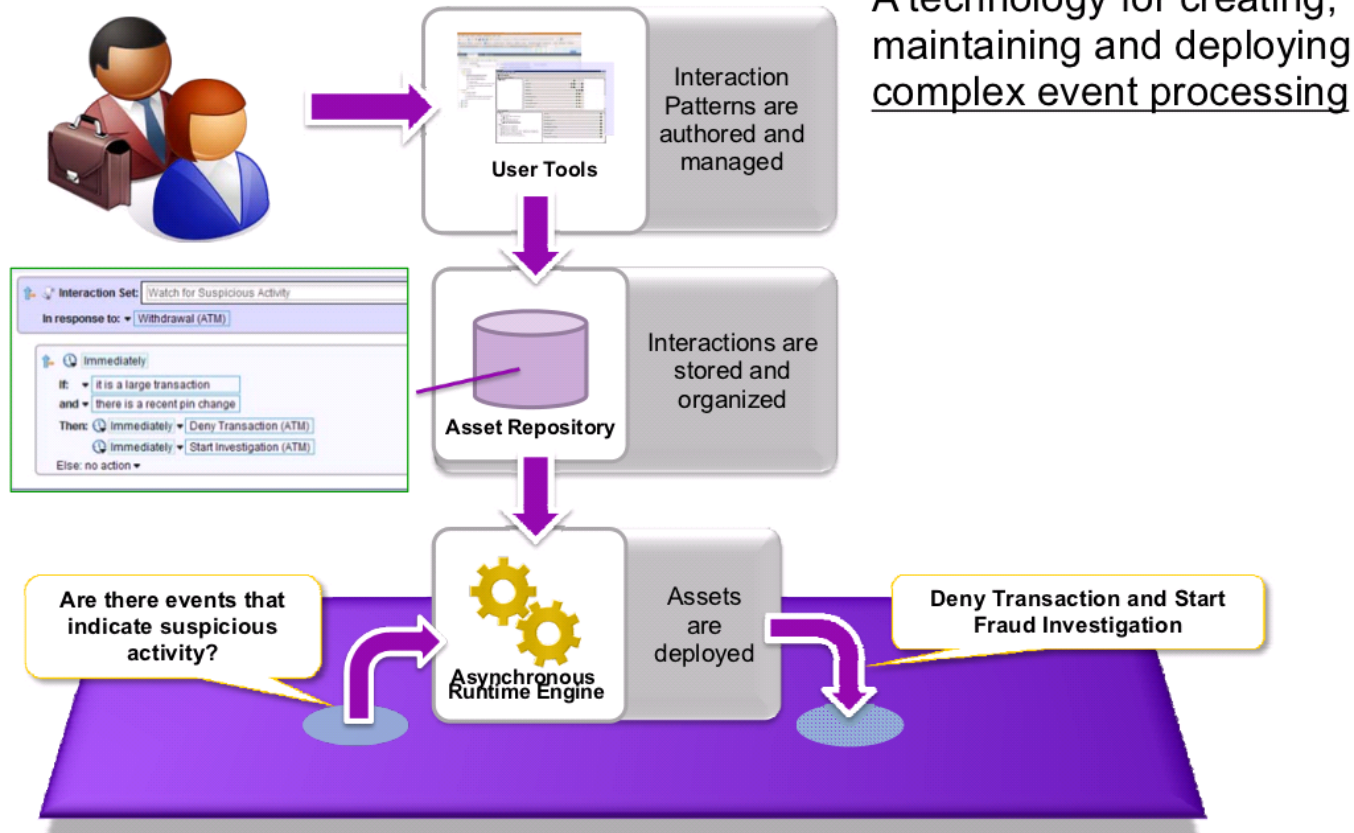 A technology for creating,
maintaining and deploying
complex event processing
Interaction
Patterns are
authored and
managed
User Tools
Interaction Set: Watch for Suspicious Activity
In response to: Withdrawal (ATM)
Immediately
If: it is a large transaction
and there is a recent pin change
Then: Immediately Deny Transaction (ATM)
Immediately Start Investigation (ATM)
Else: no action
Interactions are
stored and
organized
Asset Repository
Are there events that
indicate suspicious
activity?
Assets
are
deployed
Asynchronous
Runtime Engine
Deny Transaction and Start
Fraud Investigation